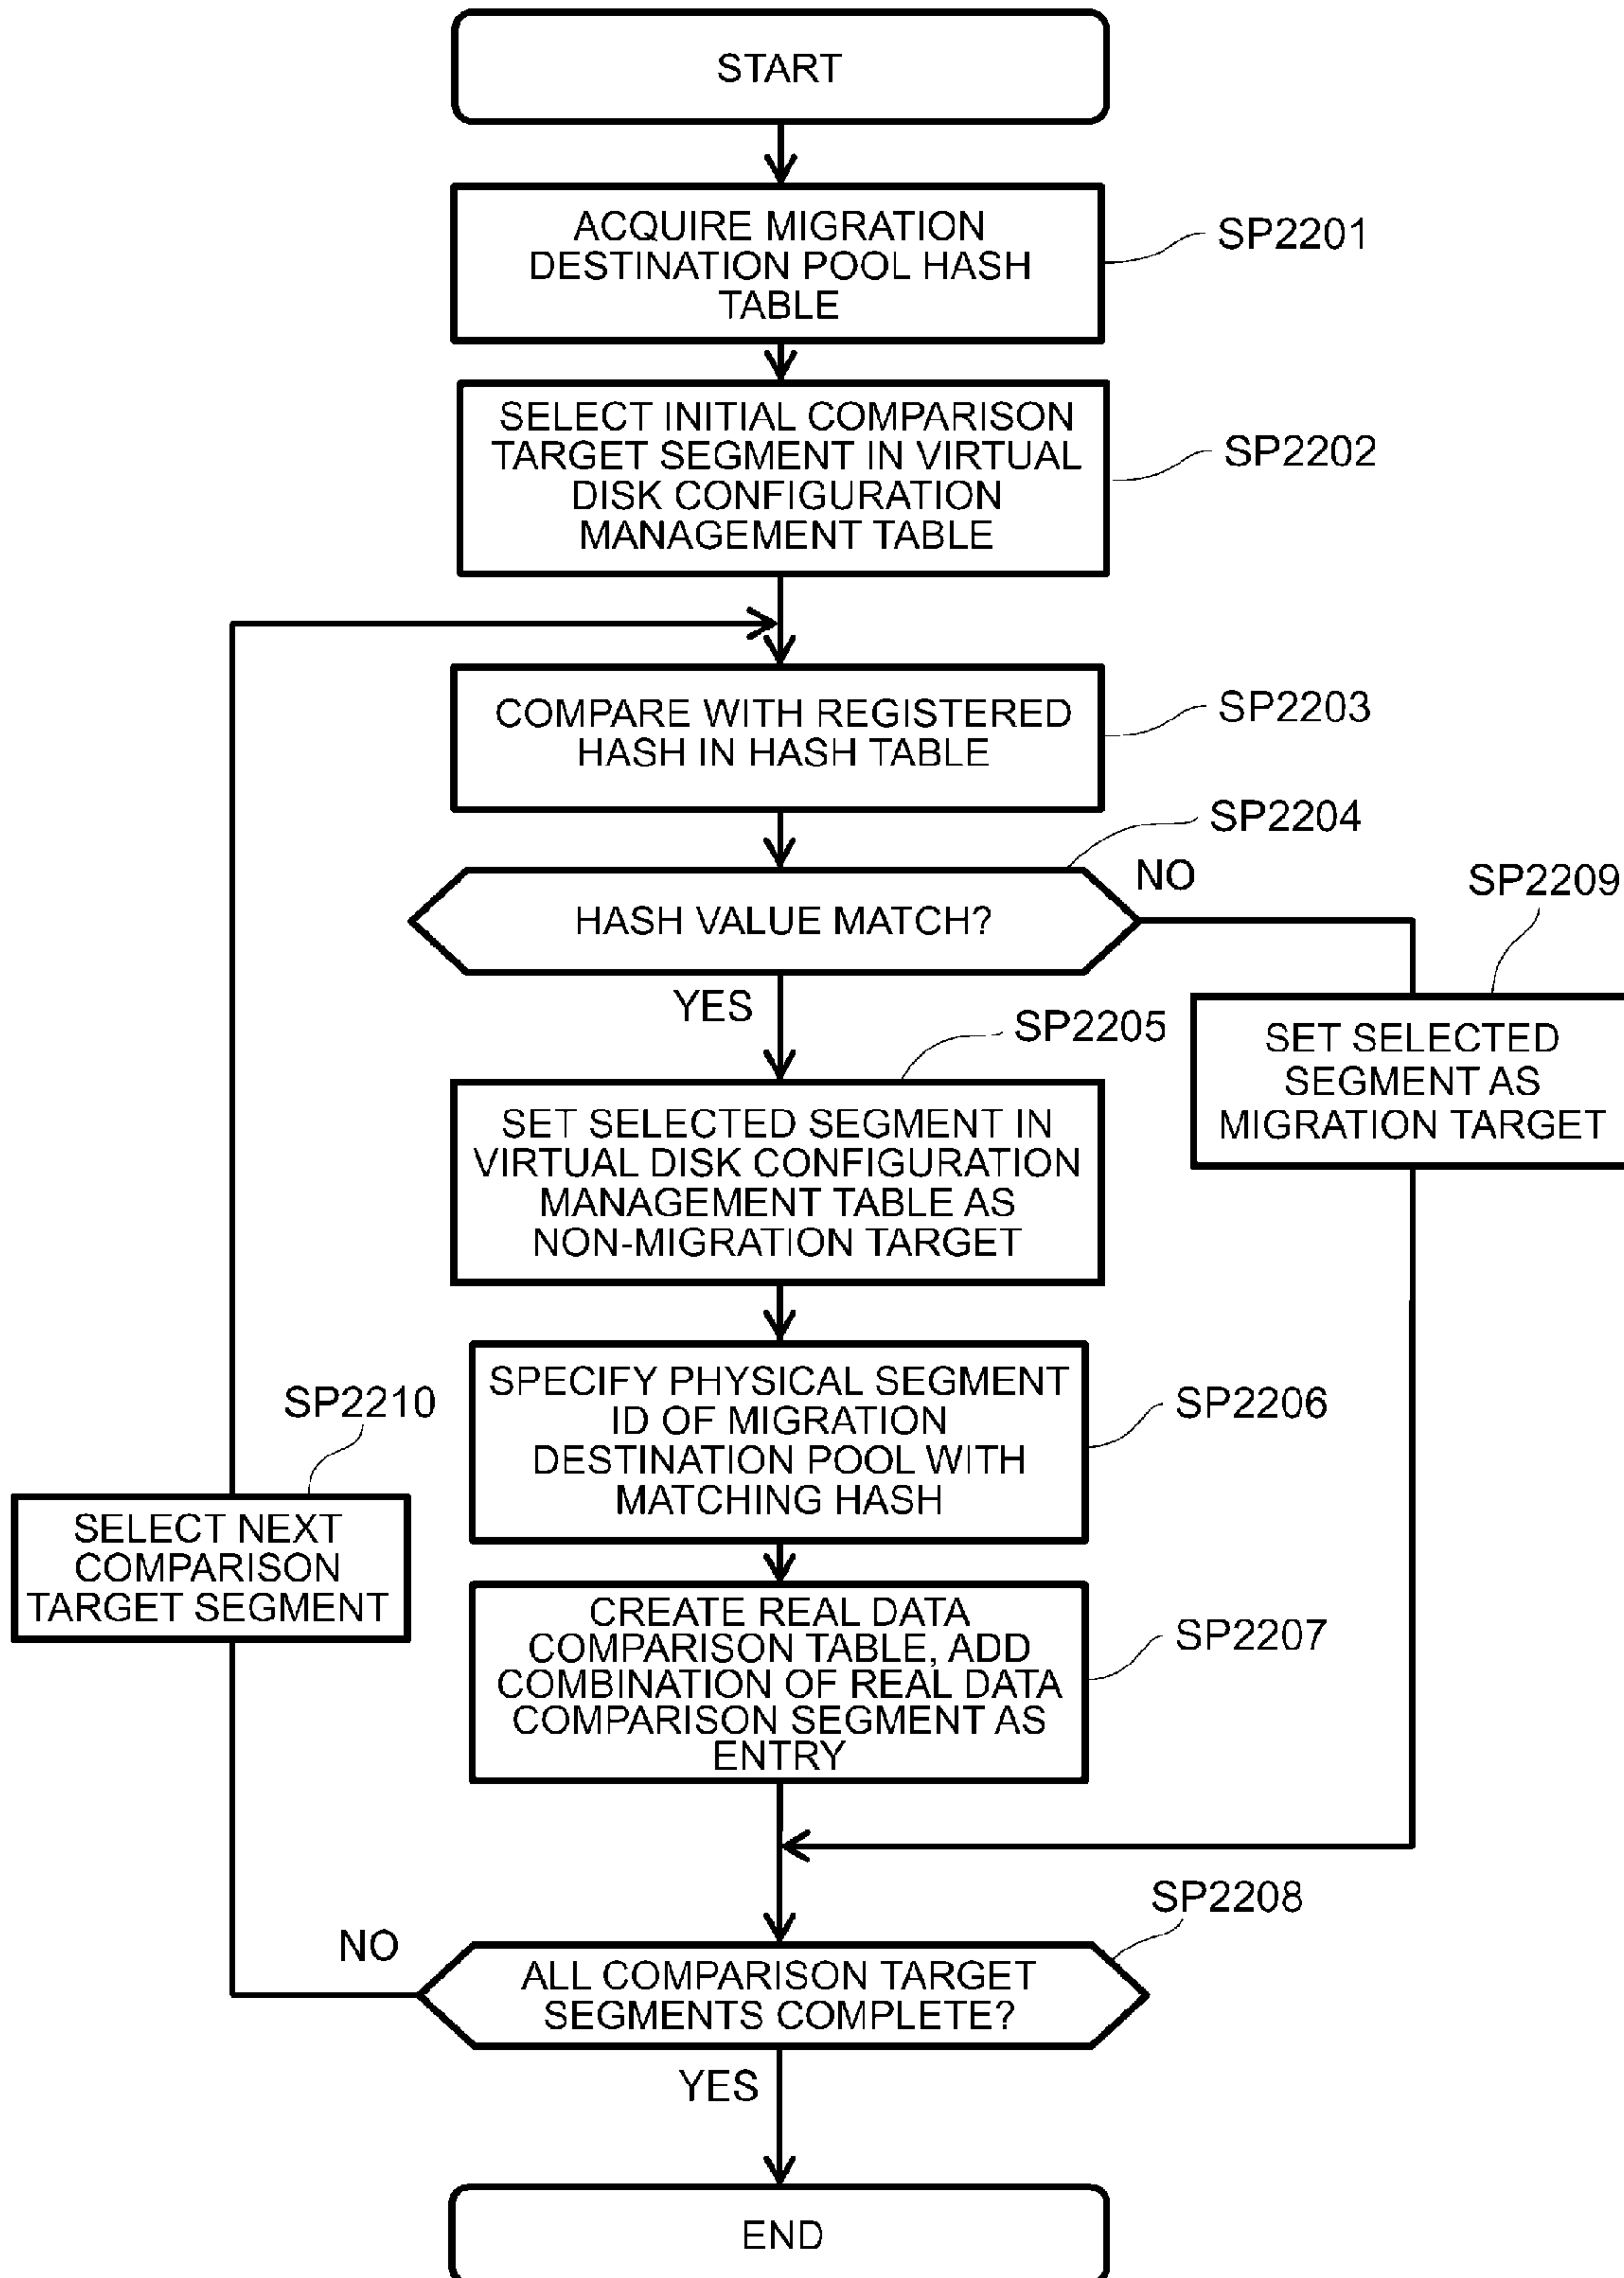 START
ACQUIRE MIGRATION
DESTINATION POOL HASH
TABLE
SP2201
SELECT INITIAL COMPARISON
TARGET SEGMENT IN VIRTUAL
DISK CONFIGURATION
MANAGEMENT TABLE
SP2202
COMPARE WITH REGISTERED
HASH IN HASH TABLE
SP2203
HASH VALUE MATCH?
SP2204
NO
YES
SP2209
SET SELECTED
SEGMENT AS
MIGRATION TARGET
SP2205
SET SELECTED SEGMENT IN
VIRTUAL DISK CONFIGURATION
MANAGEMENT TABLE AS
NON-MIGRATION TARGET
SPECIFY PHYSICAL SEGMENT
ID OF MIGRATION
DESTINATION POOL WITH
MATCHING HASH
SP2206
SP2210
SELECT NEXT
COMPARISON
TARGET SEGMENT
CREATE REAL DATA
COMPARISON TABLE, ADD
COMBINATION OF REAL DATA
COMPARISON SEGMENT AS
ENTRY
SP2207
SP2208
NO
ALL COMPARISON TARGET
SEGMENTS COMPLETE?
YES
END